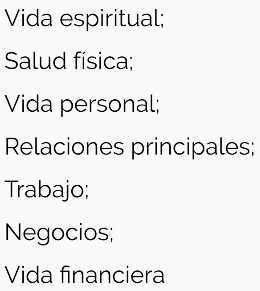 Vida espiritual;
Salud física;
Vida personal;
Relaciones principales;
Trabajo;
Negocios;
Vida financiera